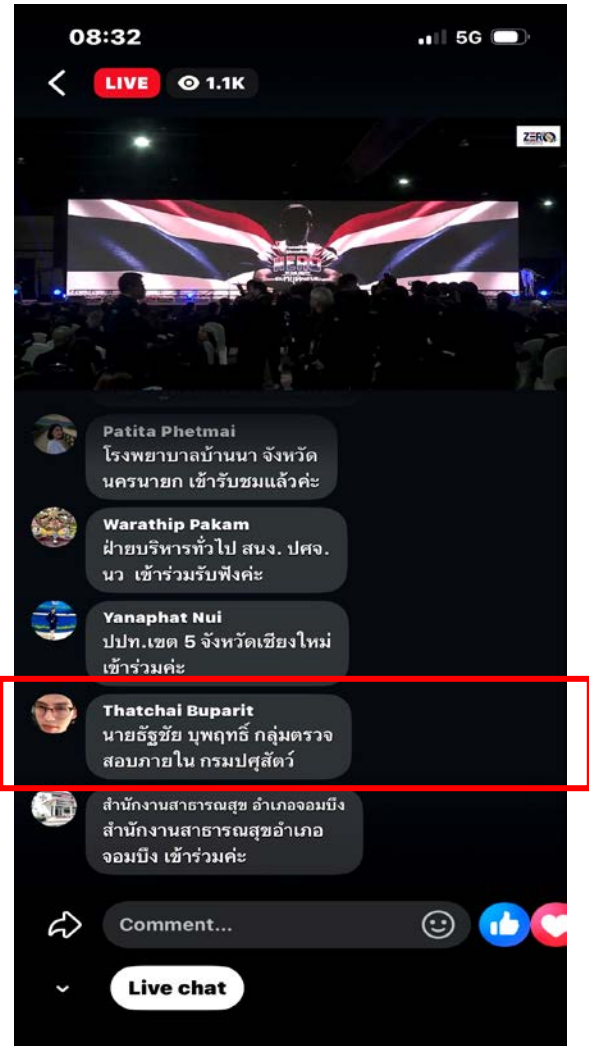 08:32
5G
LIVE 1.1K
ZERO
ZERO
Patita Phetmai
โรงพยาบาลบ้านนา จังหวัด
นครนายก เข้ารับชมแล้วค่ะ
Warathip Pakam
ฝ่ายบริหารทั่วไป สนง. ปศจ.
นว เข้าร่วมรับฟังค่ะ
Yanaphat Nui
ปปท.เขต 5 จังหวัดเชียงใหม่
เข้าร่วมค่ะ
Thatchai Buparit
นายธัฐชัย บุพฤทธิ์ กลุ่มตรวจ
สอบภายใน กรมปศุสัตว์
สำนักงานสาธารณสุข อำเภอจอมบึง
สำนักงานสาธารณสุขอำเภอ
จอมบึง เข้าร่วมค่ะ
Comment...
Live chat